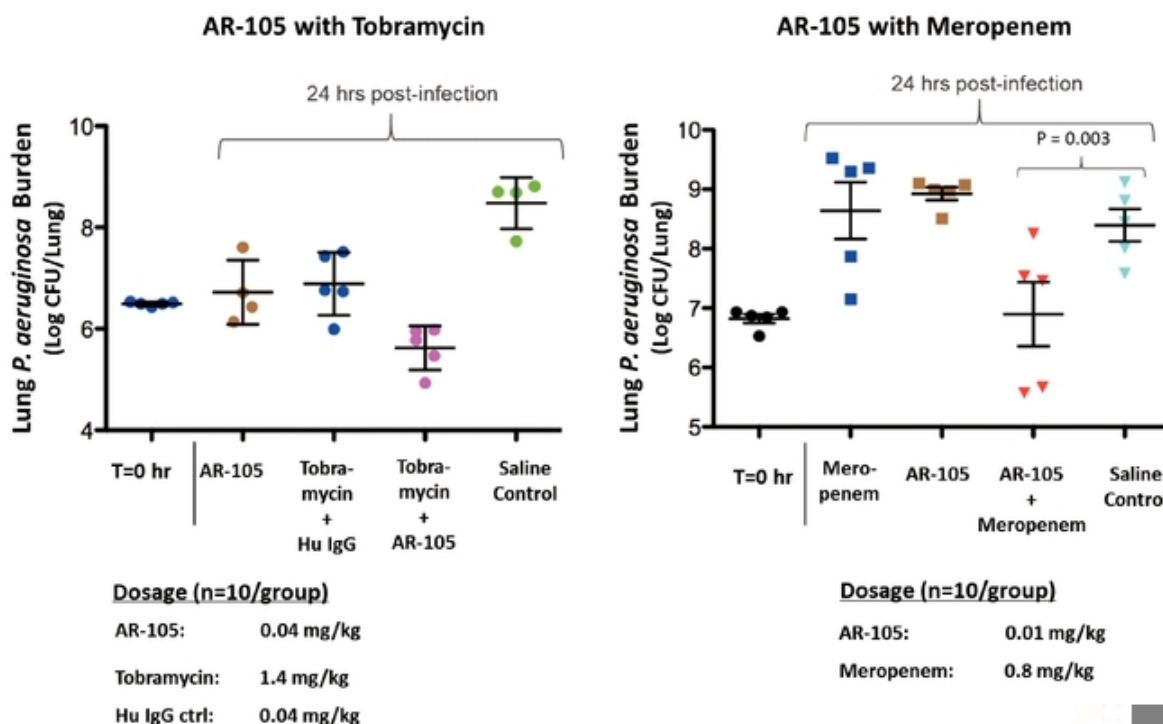 AR-105 with Tobramycin
24 hrs post-infection
Lung P. aeruginosa Burden
(Log CFU/Lung)
10
8
6
4
T=0 hr
AR-105
Tobra-
mycin
+
Hu IgG
Tobra-
mycin
+
AR-105
Saline
Control
Dosage (n=10/group)
AR-105: 0.04 mg/kg
Tobramycin: 1.4 mg/kg
Hu IgG ctrl: 0.04 mg/kg
AR-105 with Meropenem
24 hrs post-infection
P = 0.003
Lung P. aeruginosa Burden
(Log CFU/Lung)
10
9
8
7
6
5
T=0 hr
Mero-
penem
AR-105
AR-105
+
Meropenem
Saline
Control
Dosage (n=10/group)
AR-105: 0.01 mg/kg
Meropenem: 0.8 mg/kg